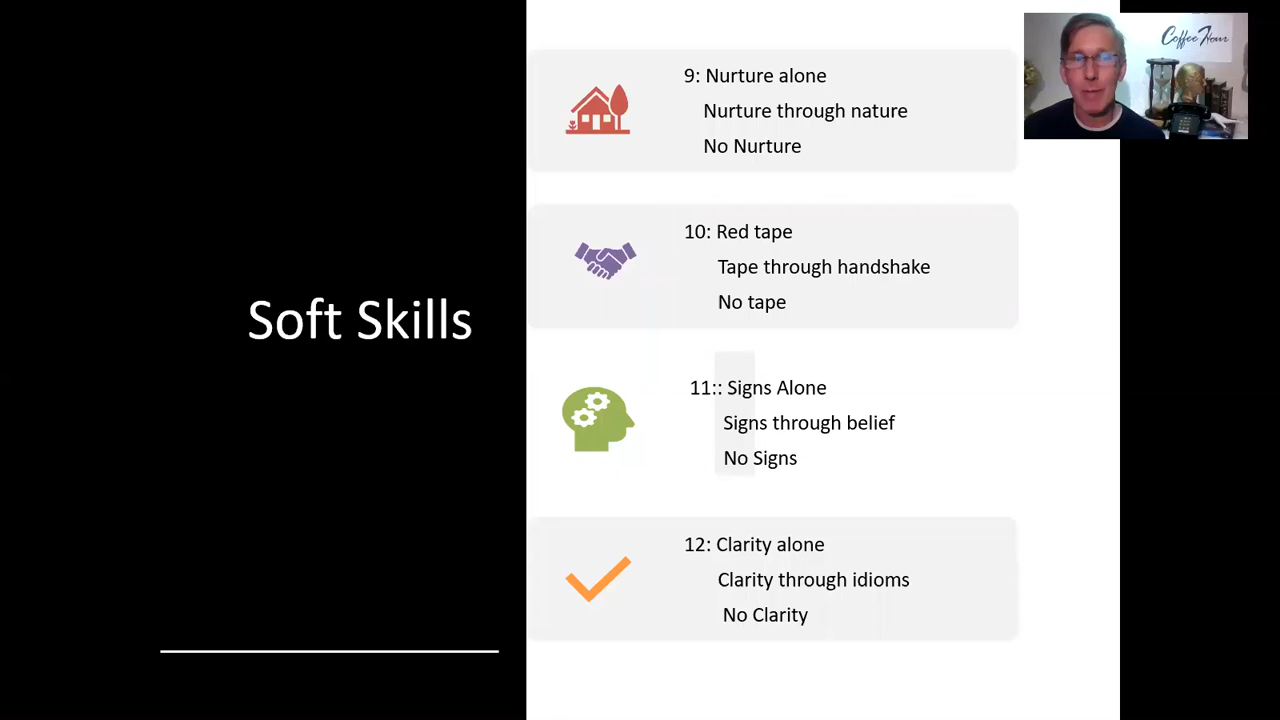 Soft Skills
9: Nurture alone
Nurture through nature
No Nurture
10: Red tape
Tape through handshake
No tape
11:: Signs Alone
Signs through belief
No Signs
12: Clarity alone
Clarity through idioms
No Clarity
Coffee Hour